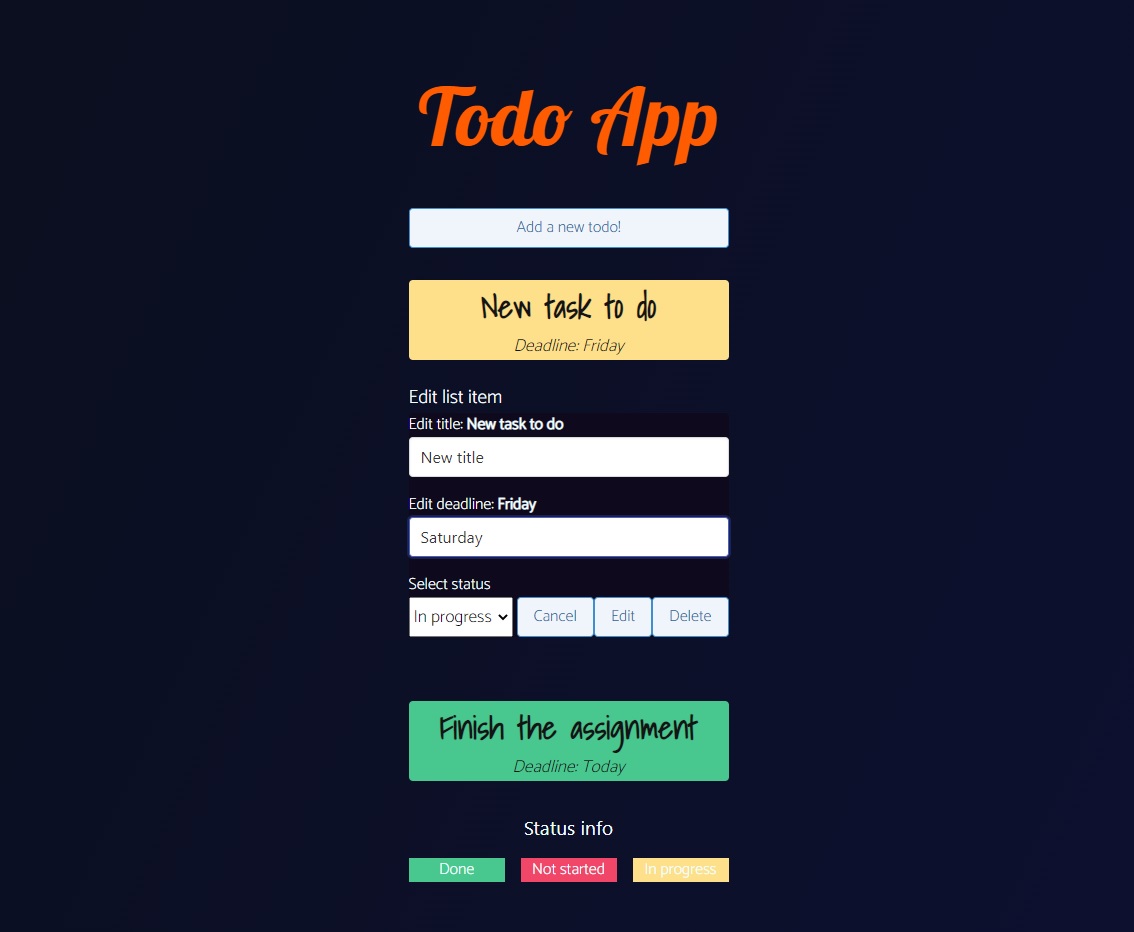 Todo App
Add a new todo!
New task to do
Deadline: Friday
Edit list item
Edit title: New task to do
New title
Edit deadline: Friday
Saturday
Select status
In progress Cancel Edit Delete
Finish the assignment
Deadline: Today
Status info
Done Not started In progress